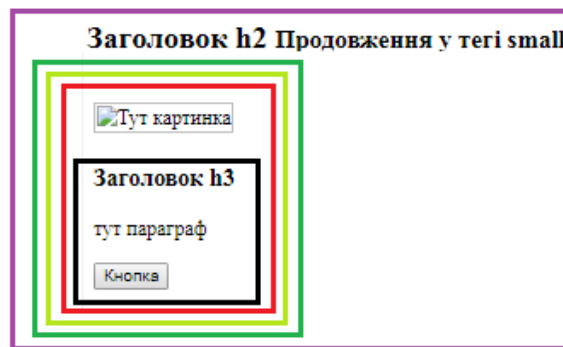 Заголовок h2 Продовження у тегі small
Тут картинка
Заголовок h3
тут параграф
Кнопка